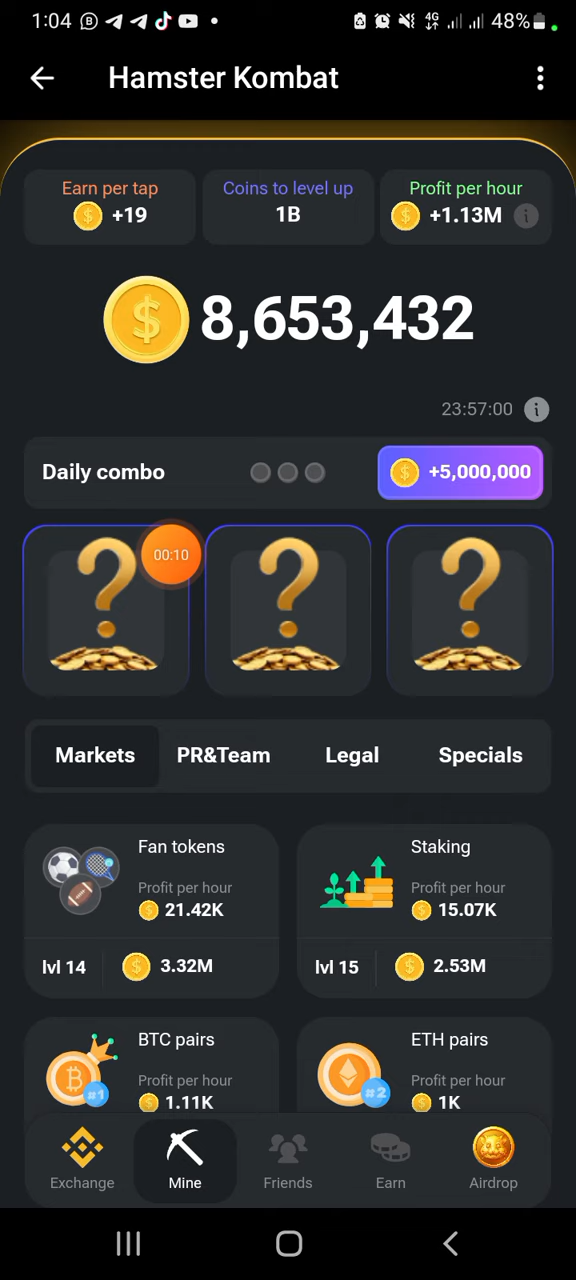 1:04 48%
4G
Hamster Kombat
Earn per tap
+19
Coins to level up
1B
Profit per hour
+1.13M
8,653,432
23:57:00
Daily combo
+5,000,000
00:10
Markets PR&Team Legal Specials
Fan tokens
Profit per hour
21.42K
lvl 14 3.32M
Staking
Profit per hour
15.07K
lvl 15 2.53M
BTC pairs
#1
Profit per hour
1.11K
ETH pairs
#2
Profit per hour
1K
Exchange Mine Friends Earn Airdrop